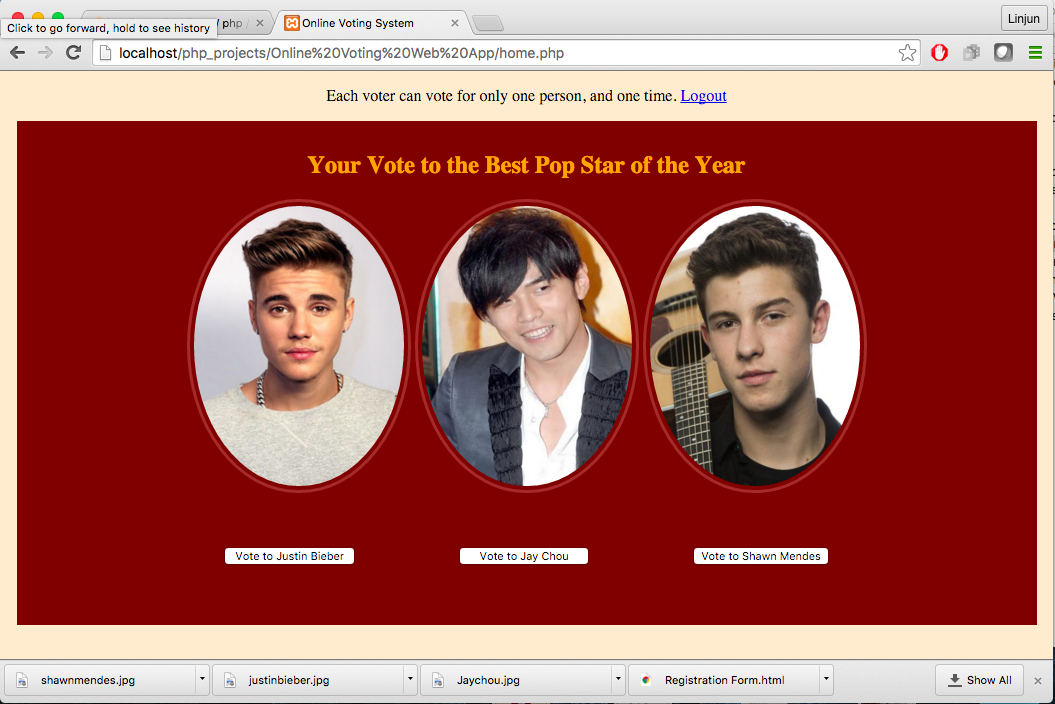 Linjun
php /
Online Voting System
Click to go forward, hold to see history
localhost/php_projects/Online%20Voting%20Web%20App/home.php
Each voter can vote for only one person, and one time. Logout
Your Vote to the Best Pop Star of the Year
Vote to Justin Bieber
Vote to Jay Chou
Vote to Shawn Mendes
shawnmendes.jpg
justinbieber.jpg
Jaychou.jpg
Registration Form.html
Show All